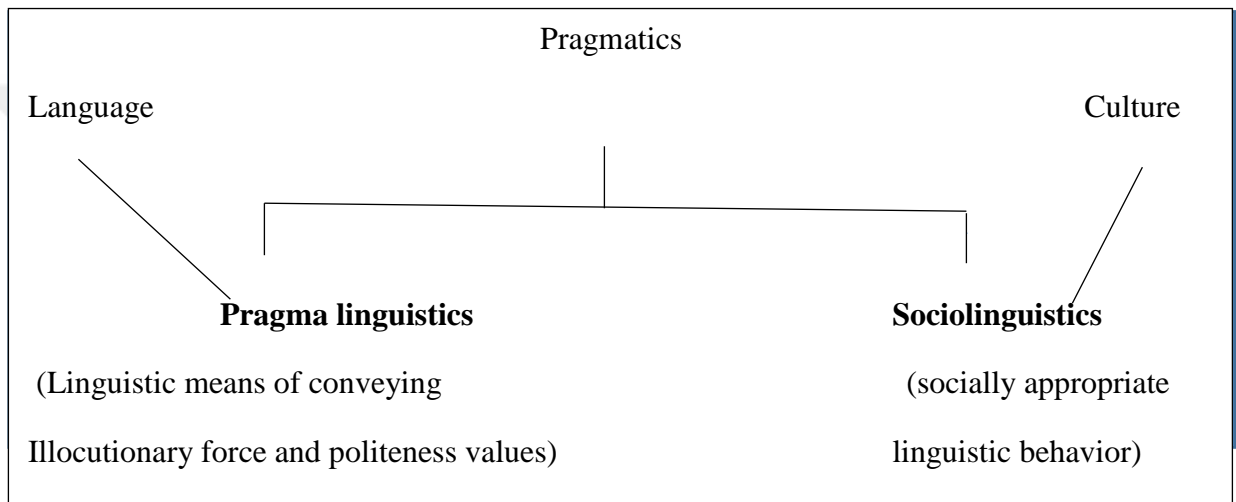 Pragmatics
Language Culture
Pragma linguistics Sociolinguistics
(Linguistic means of conveying (socially appropriate
Illocutionary force and politeness values) linguistic behavior)